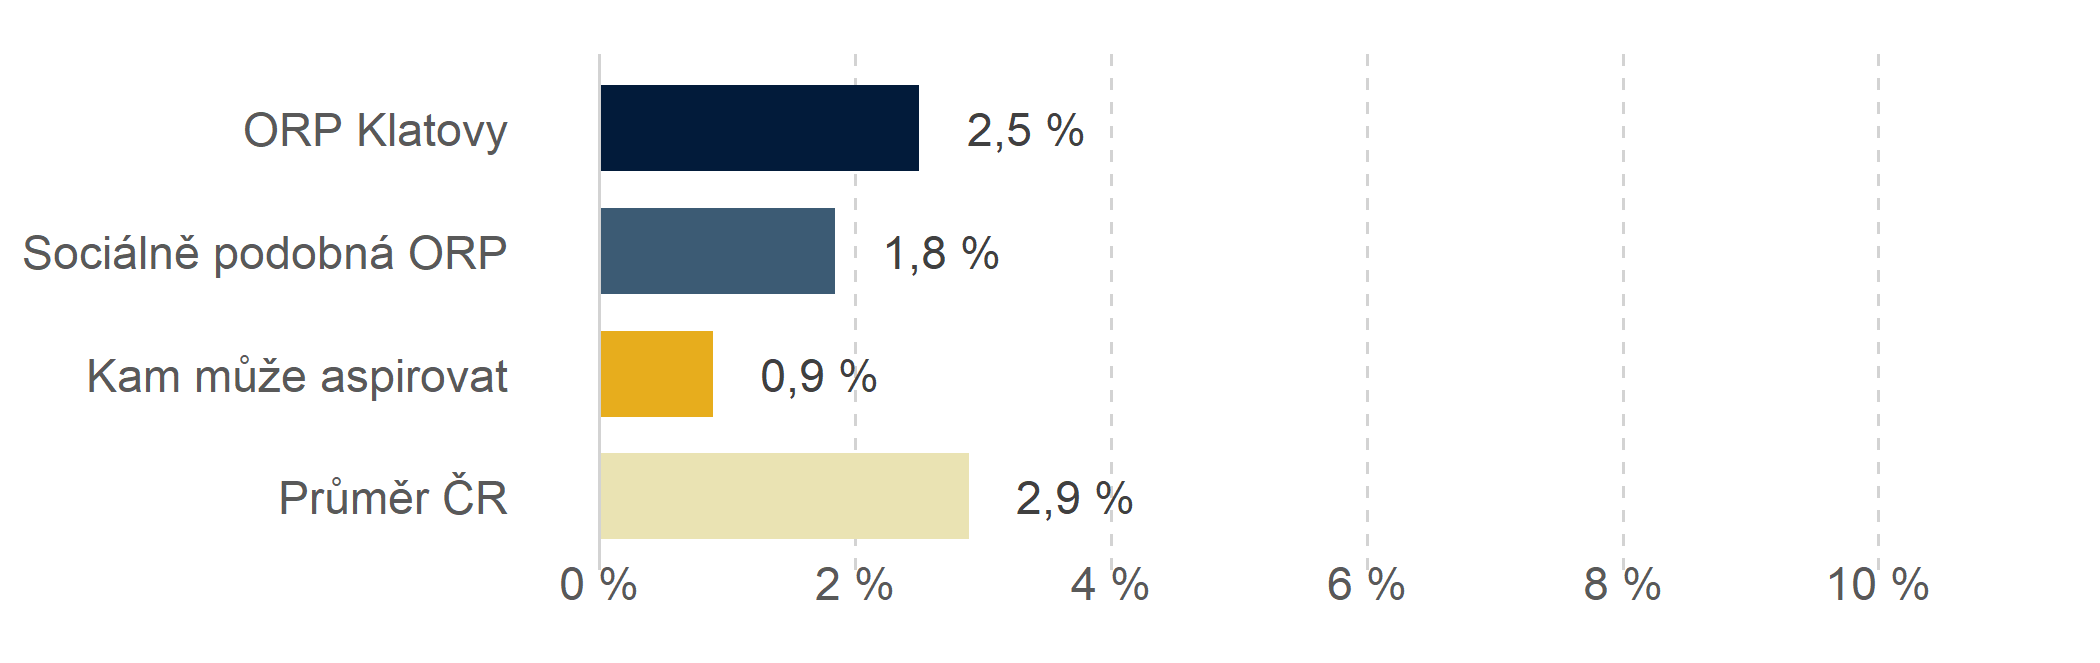 ORP Klatovy 2,5 %
Sociálně podobná ORP 1,8 %
Kam může aspirovat 0,9 %
Průměr ČR 2,9 %
0 % 2 % 4 % 6 % 8 % 10 %